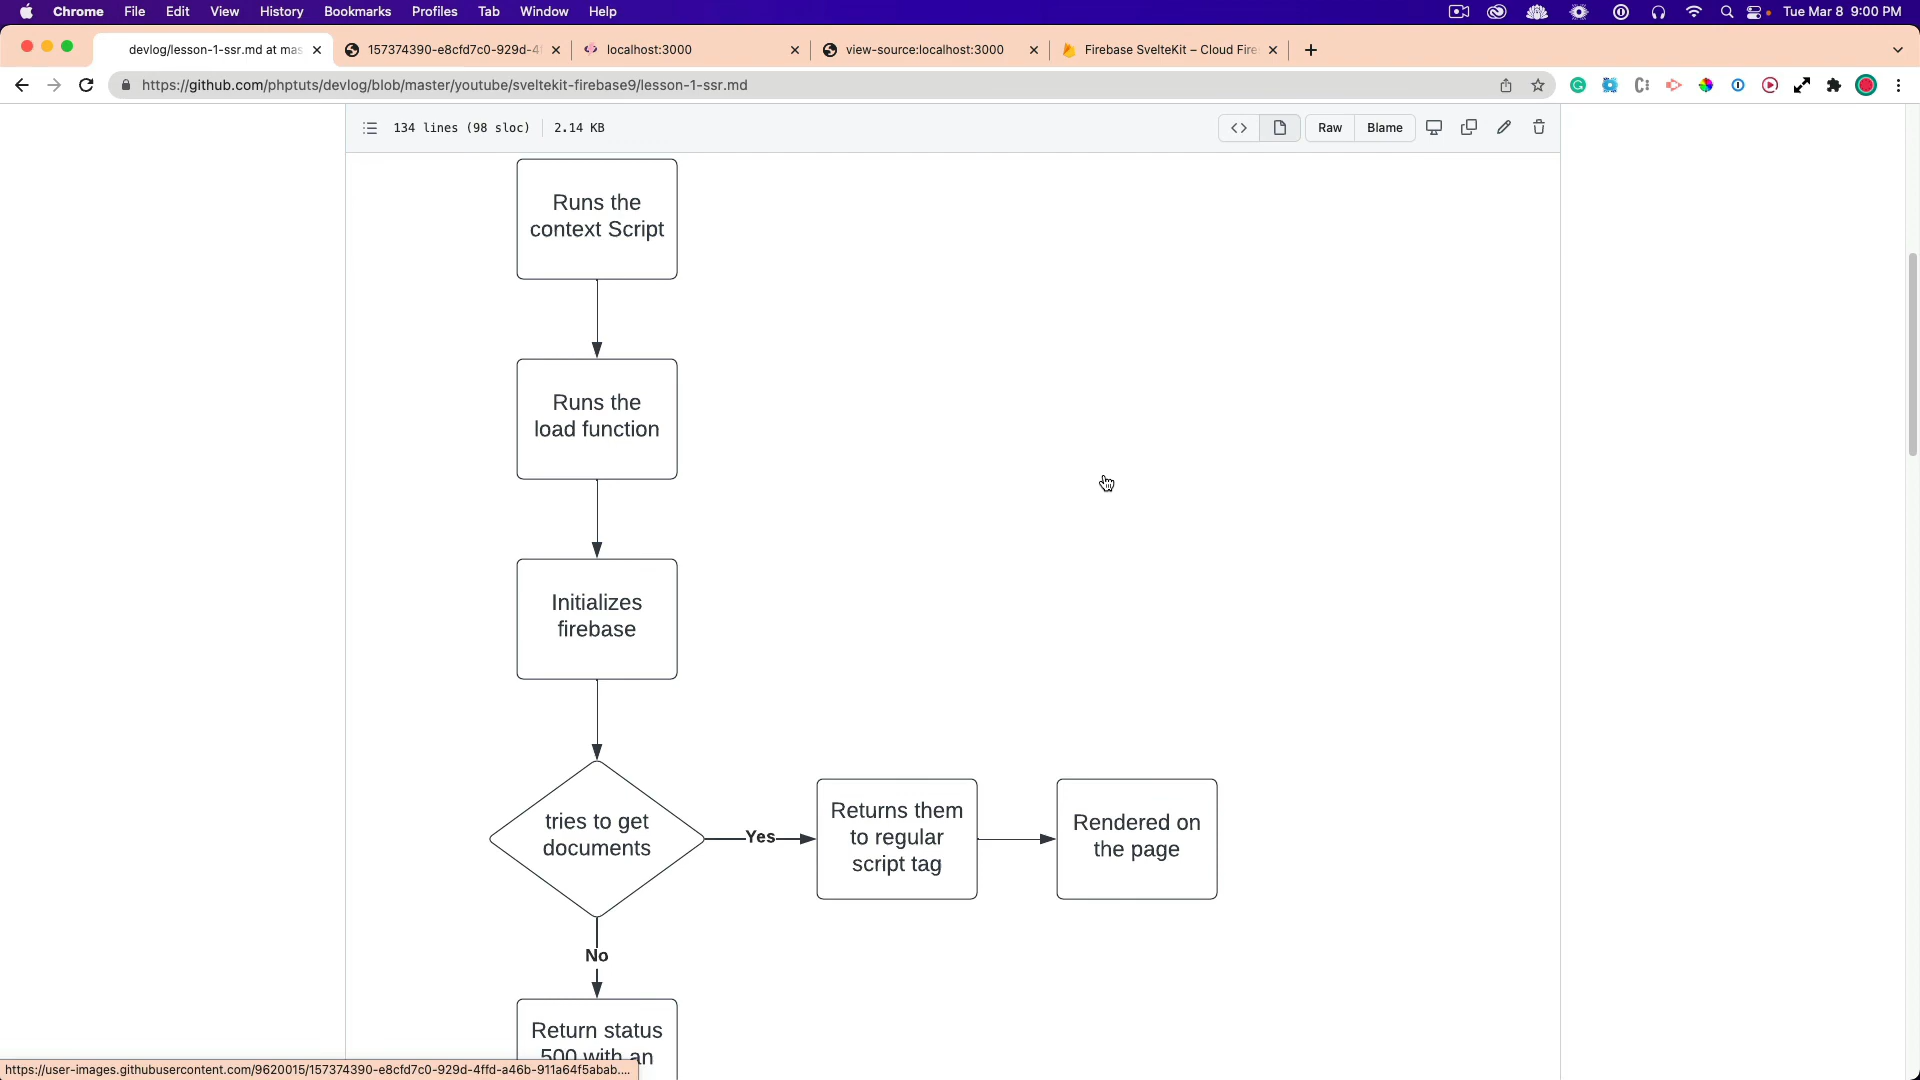 Chrome File Edit View History Bookmarks Profiles Tab Window Help Tue Mar 8 9:00 PM
devlog/lesson-1-ssr.md at mas 157374390-e8cfd7c0-929d-4f localhost:3000 view-source:localhost:3000 Firebase SvelteKit – Cloud Fire
https://github.com/phptuts/devlog/blob/master/youtube/sveltekit-firebase9/lesson-1-ssr.md
134 lines (98 sloc) 2.14 KB Raw Blame
Runs the
context Script
Runs the
load function
Initializes
firebase
tries to get
documents
Yes
Returns them
to regular
script tag
Rendered on
the page
No
Return status
500 with an
https://user-images.githubusercontent.com/9620015/157374390-e8cfd7c0-929d-4ffd-a46b-911a64f5abab....